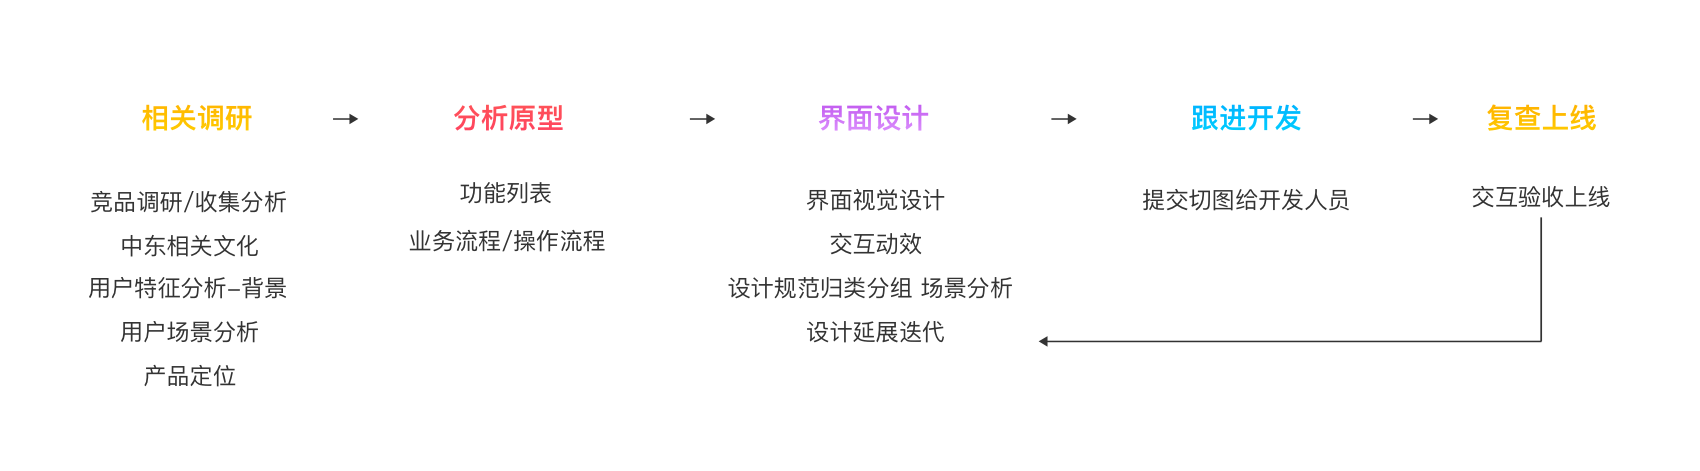 相关调研
竞品调研/收集分析
中东相关文化
用户特征分析-背景
用户场景分析
产品定位
分析原型
功能列表
业务流程/操作流程
界面设计
界面视觉设计
交互动效
设计规范归类分组 场景分析
设计延展迭代
跟进开发
提交切图给开发人员
复查上线
交互验收上线